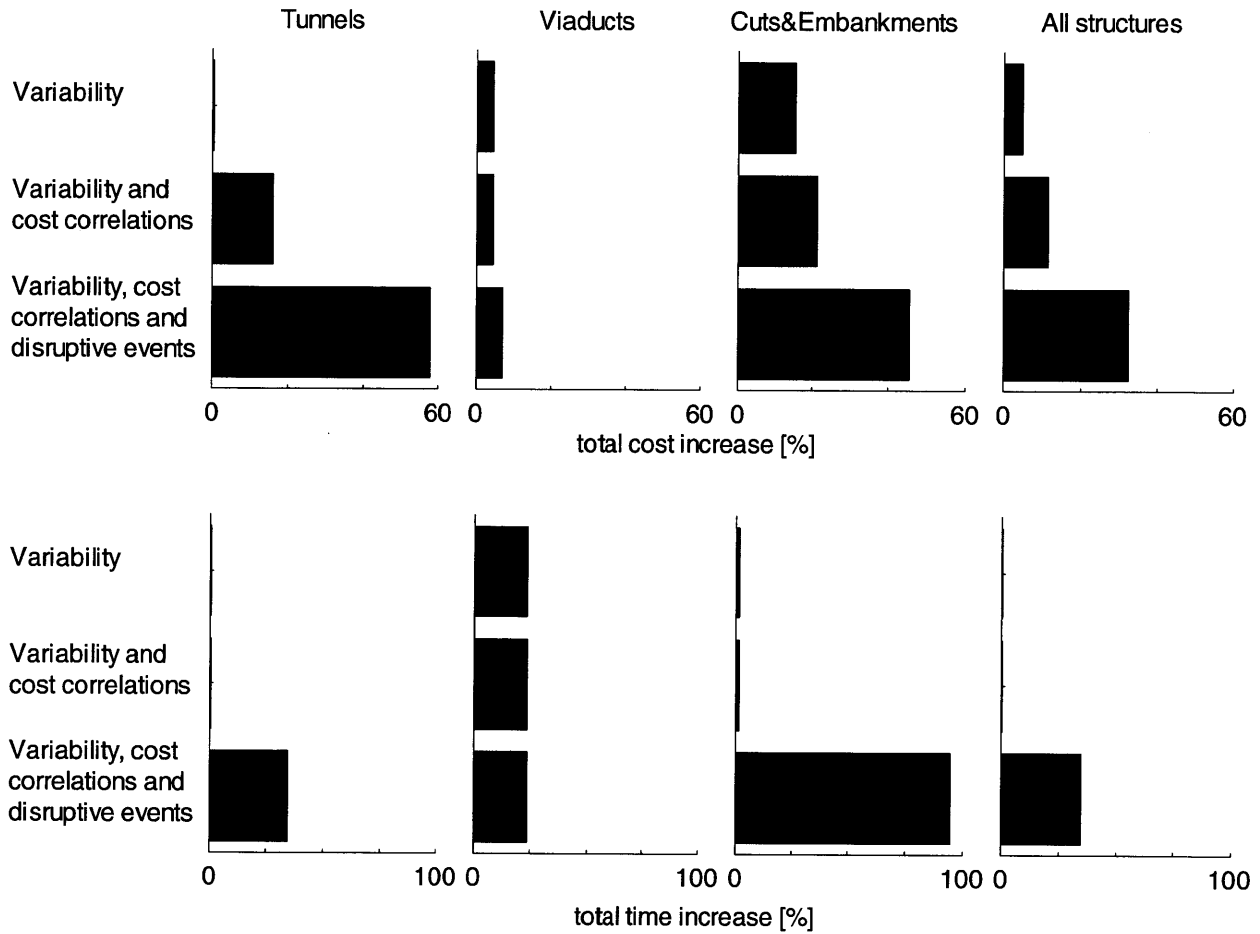 Tunnels
Viaducts
Cuts&Embankments
All structures
Variability
Variability and
cost correlations
Variability, cost
correlations and
disruptive events
0
60
0
60
0
60
0
60
total cost increase [%]
Variability
Variability and
cost correlations
Variability, cost
correlations and
disruptive events
0
100
0
100
0
100
0
100
total time increase [%]